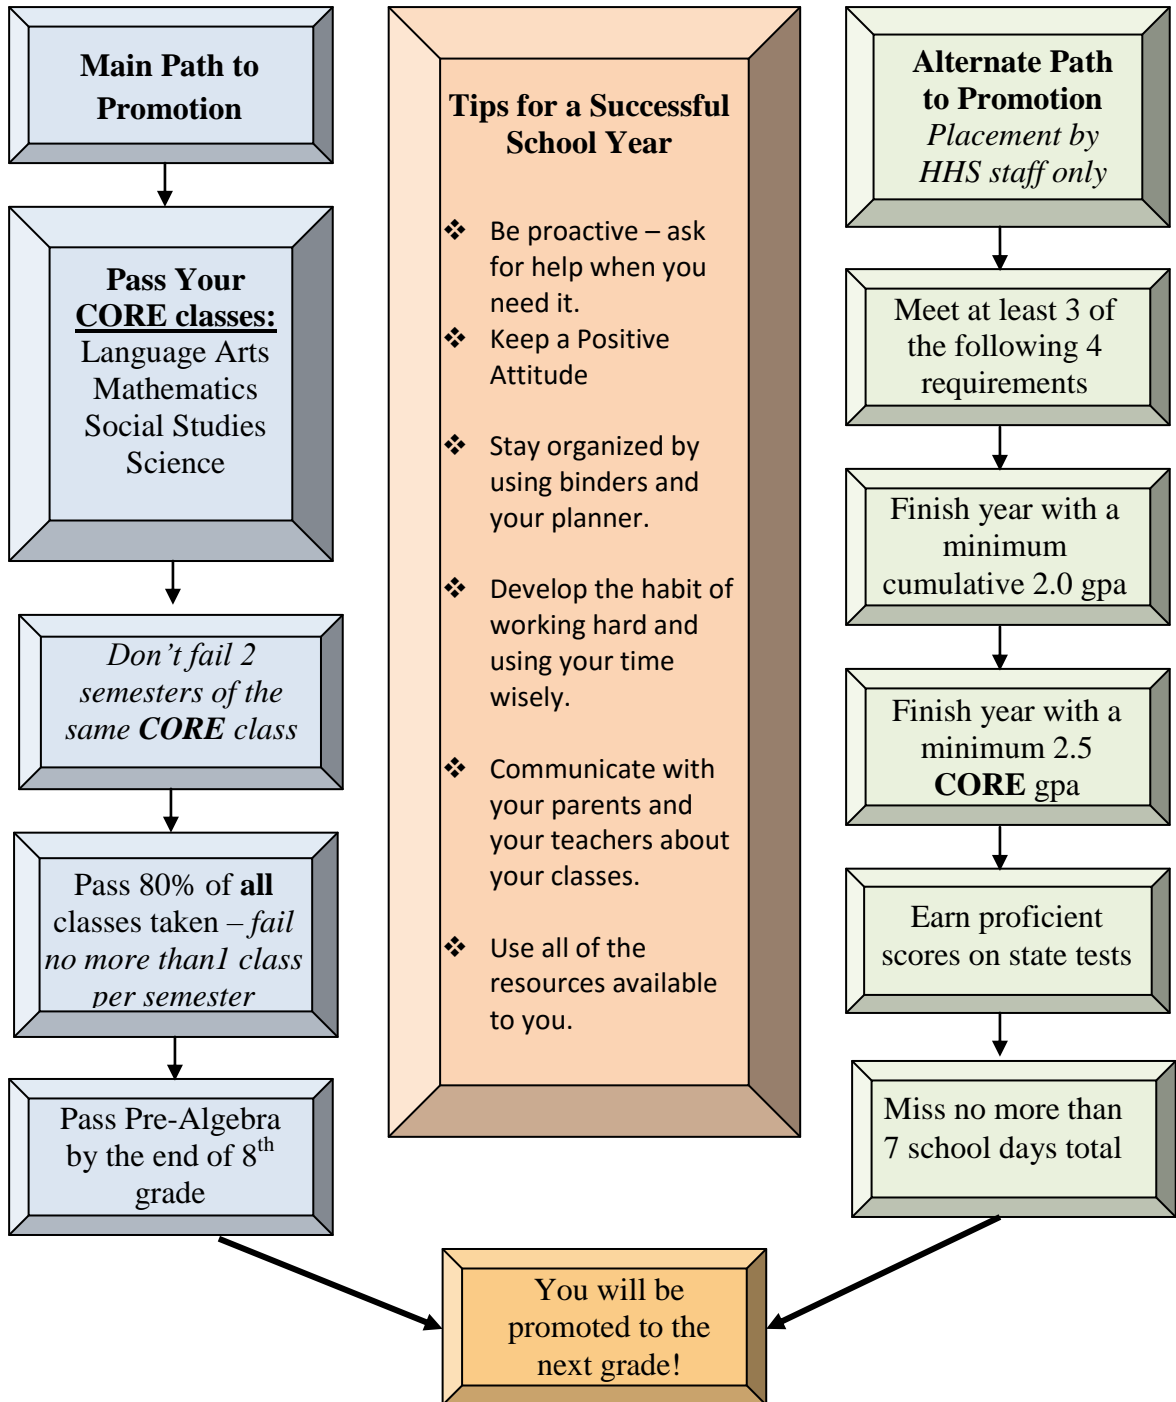 Main Path to
Promotion
Pass Your
CORE classes:
Language Arts
Mathematics
Social Studies
Science
Don’t fail 2
semesters of the
same CORE class
Pass 80% of all
classes taken – fail
no more than1 class
per semester
Pass Pre-Algebra
by the end of 8th
grade
Tips for a Successful
School Year
❖ Be proactive – ask
for help when you
need it.
❖ Keep a Positive
Attitude
❖ Stay organized by
using binders and
your planner.
❖ Develop the habit of
working hard and
using your time
wisely.
❖ Communicate with
your parents and
your teachers about
your classes.
❖ Use all of the
resources available
to you.
Alternate Path
to Promotion
Placement by
HHS staff only
Meet at least 3 of
the following 4
requirements
Finish year with a
minimum
cumulative 2.0 gpa
Finish year with a
minimum 2.5
CORE gpa
Earn proficient
scores on state tests
Miss no more than
7 school days total
You will be
promoted to the
next grade!